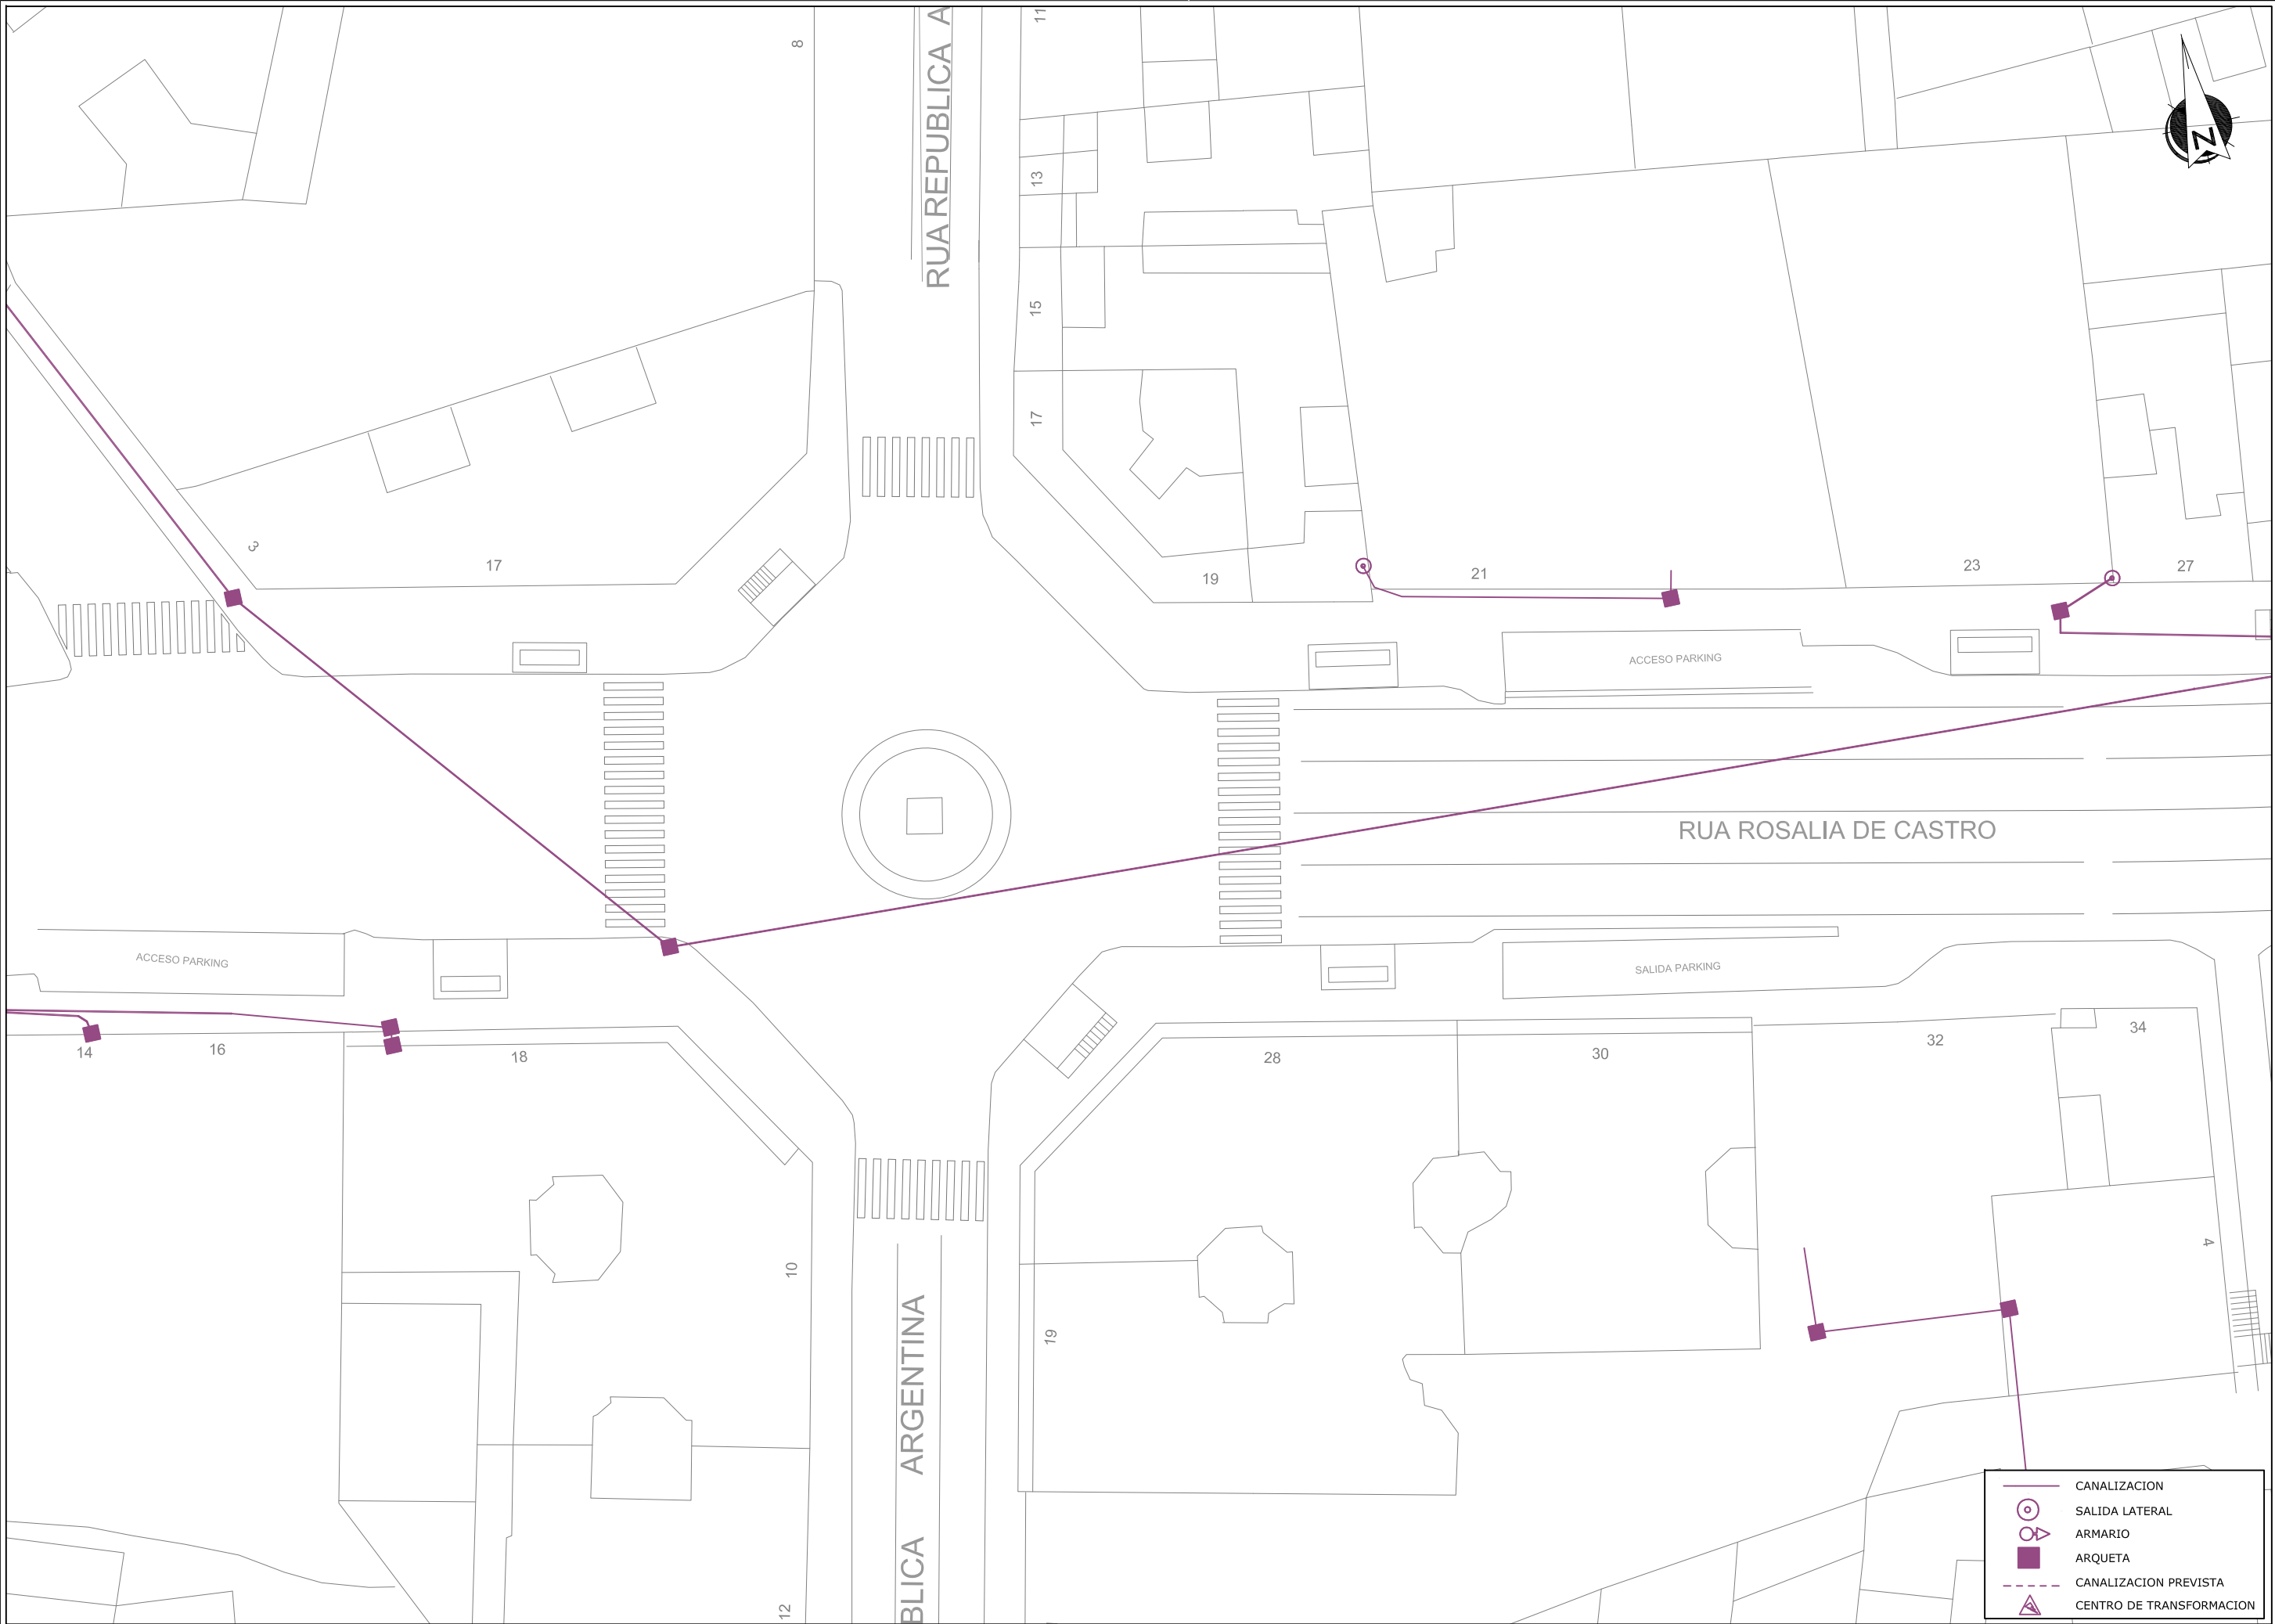 8
RUA REPUBLICA A
11
N
13
15
17
3
17
19
21
23
27
ACCESO PARKING
RUA ROSALIA DE CASTRO
ACCESO PARKING
SALIDA PARKING
14
16
18
28
30
32
34
10
19
4
BLICA ARGENTINA
12
CANALIZACION
SALIDA LATERAL
ARMARIO
ARQUETA
CANALIZACION PREVISTA
CENTRO DE TRANSFORMACION